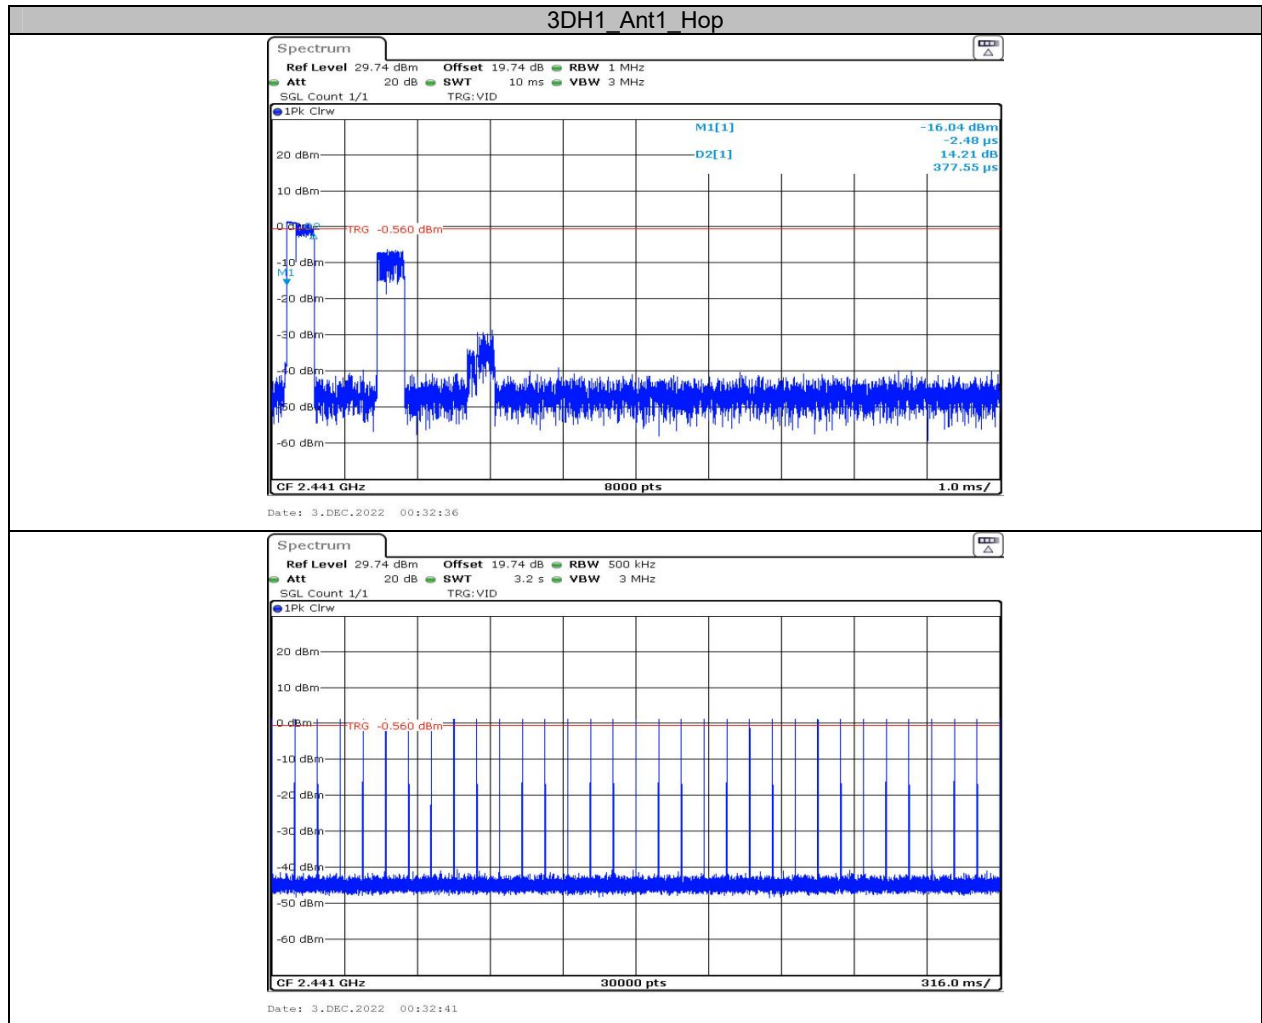 3DH1_Ant1_Hop
Spectrum
Ref Level 29.74 dBm Offset 19.74 dB RBW 1 MHz
Att 20 dB SWT 10 ms VBW 3 MHz
SGL Count 1/1 TRG:VID
1Pk Clrw
M1[1] -16.04 dBm
-2.48 µs
D2[1] 14.21 dB
377.55 µs
20 dBm
10 dBm
0 dBm
TRG -0.560 dBm
-10 dBm
M1
-20 dBm
-30 dBm
-40 dBm
-50 dBm
-60 dBm
CF 2.441 GHz 8000 pts 1.0 ms/
Date: 3.DEC.2022 00:32:36
Spectrum
Ref Level 29.74 dBm Offset 19.74 dB RBW 500 kHz
Att 20 dB SWT 3.2 s VBW 3 MHz
SGL Count 1/1 TRG:VID
1Pk Clrw
20 dBm
10 dBm
0 dBm
TRG -0.560 dBm
-10 dBm
-20 dBm
-30 dBm
-40 dBm
-50 dBm
-60 dBm
CF 2.441 GHz 30000 pts 316.0 ms/
Date: 3.DEC.2022 00:32:41